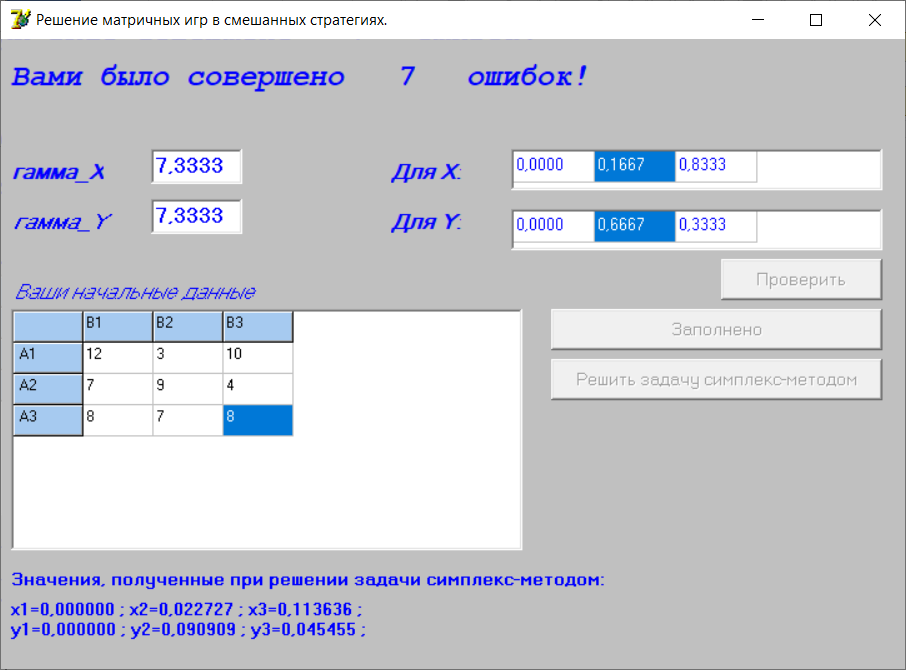 Решение матричных игр в смешанных стратегиях.
Вами было совершено 7 ошибок!
гамма_X 7,3333 Для X: 0,0000 0,1667 0,8333
гамма_Y 7,3333 Для Y: 0,0000 0,6667 0,3333
Проверить
Ваши начальные данные
Заполнено
Решить задачу симплекс-методом
B1 B2 B3
A1 12 3 10
A2 7 9 4
A3 8 7 8
Значения, полученные при решении задачи симплекс-методом:
x1=0,000000 ; x2=0,022727 ; x3=0,113636 ;
y1=0,000000 ; y2=0,090909 ; y3=0,045455 ;